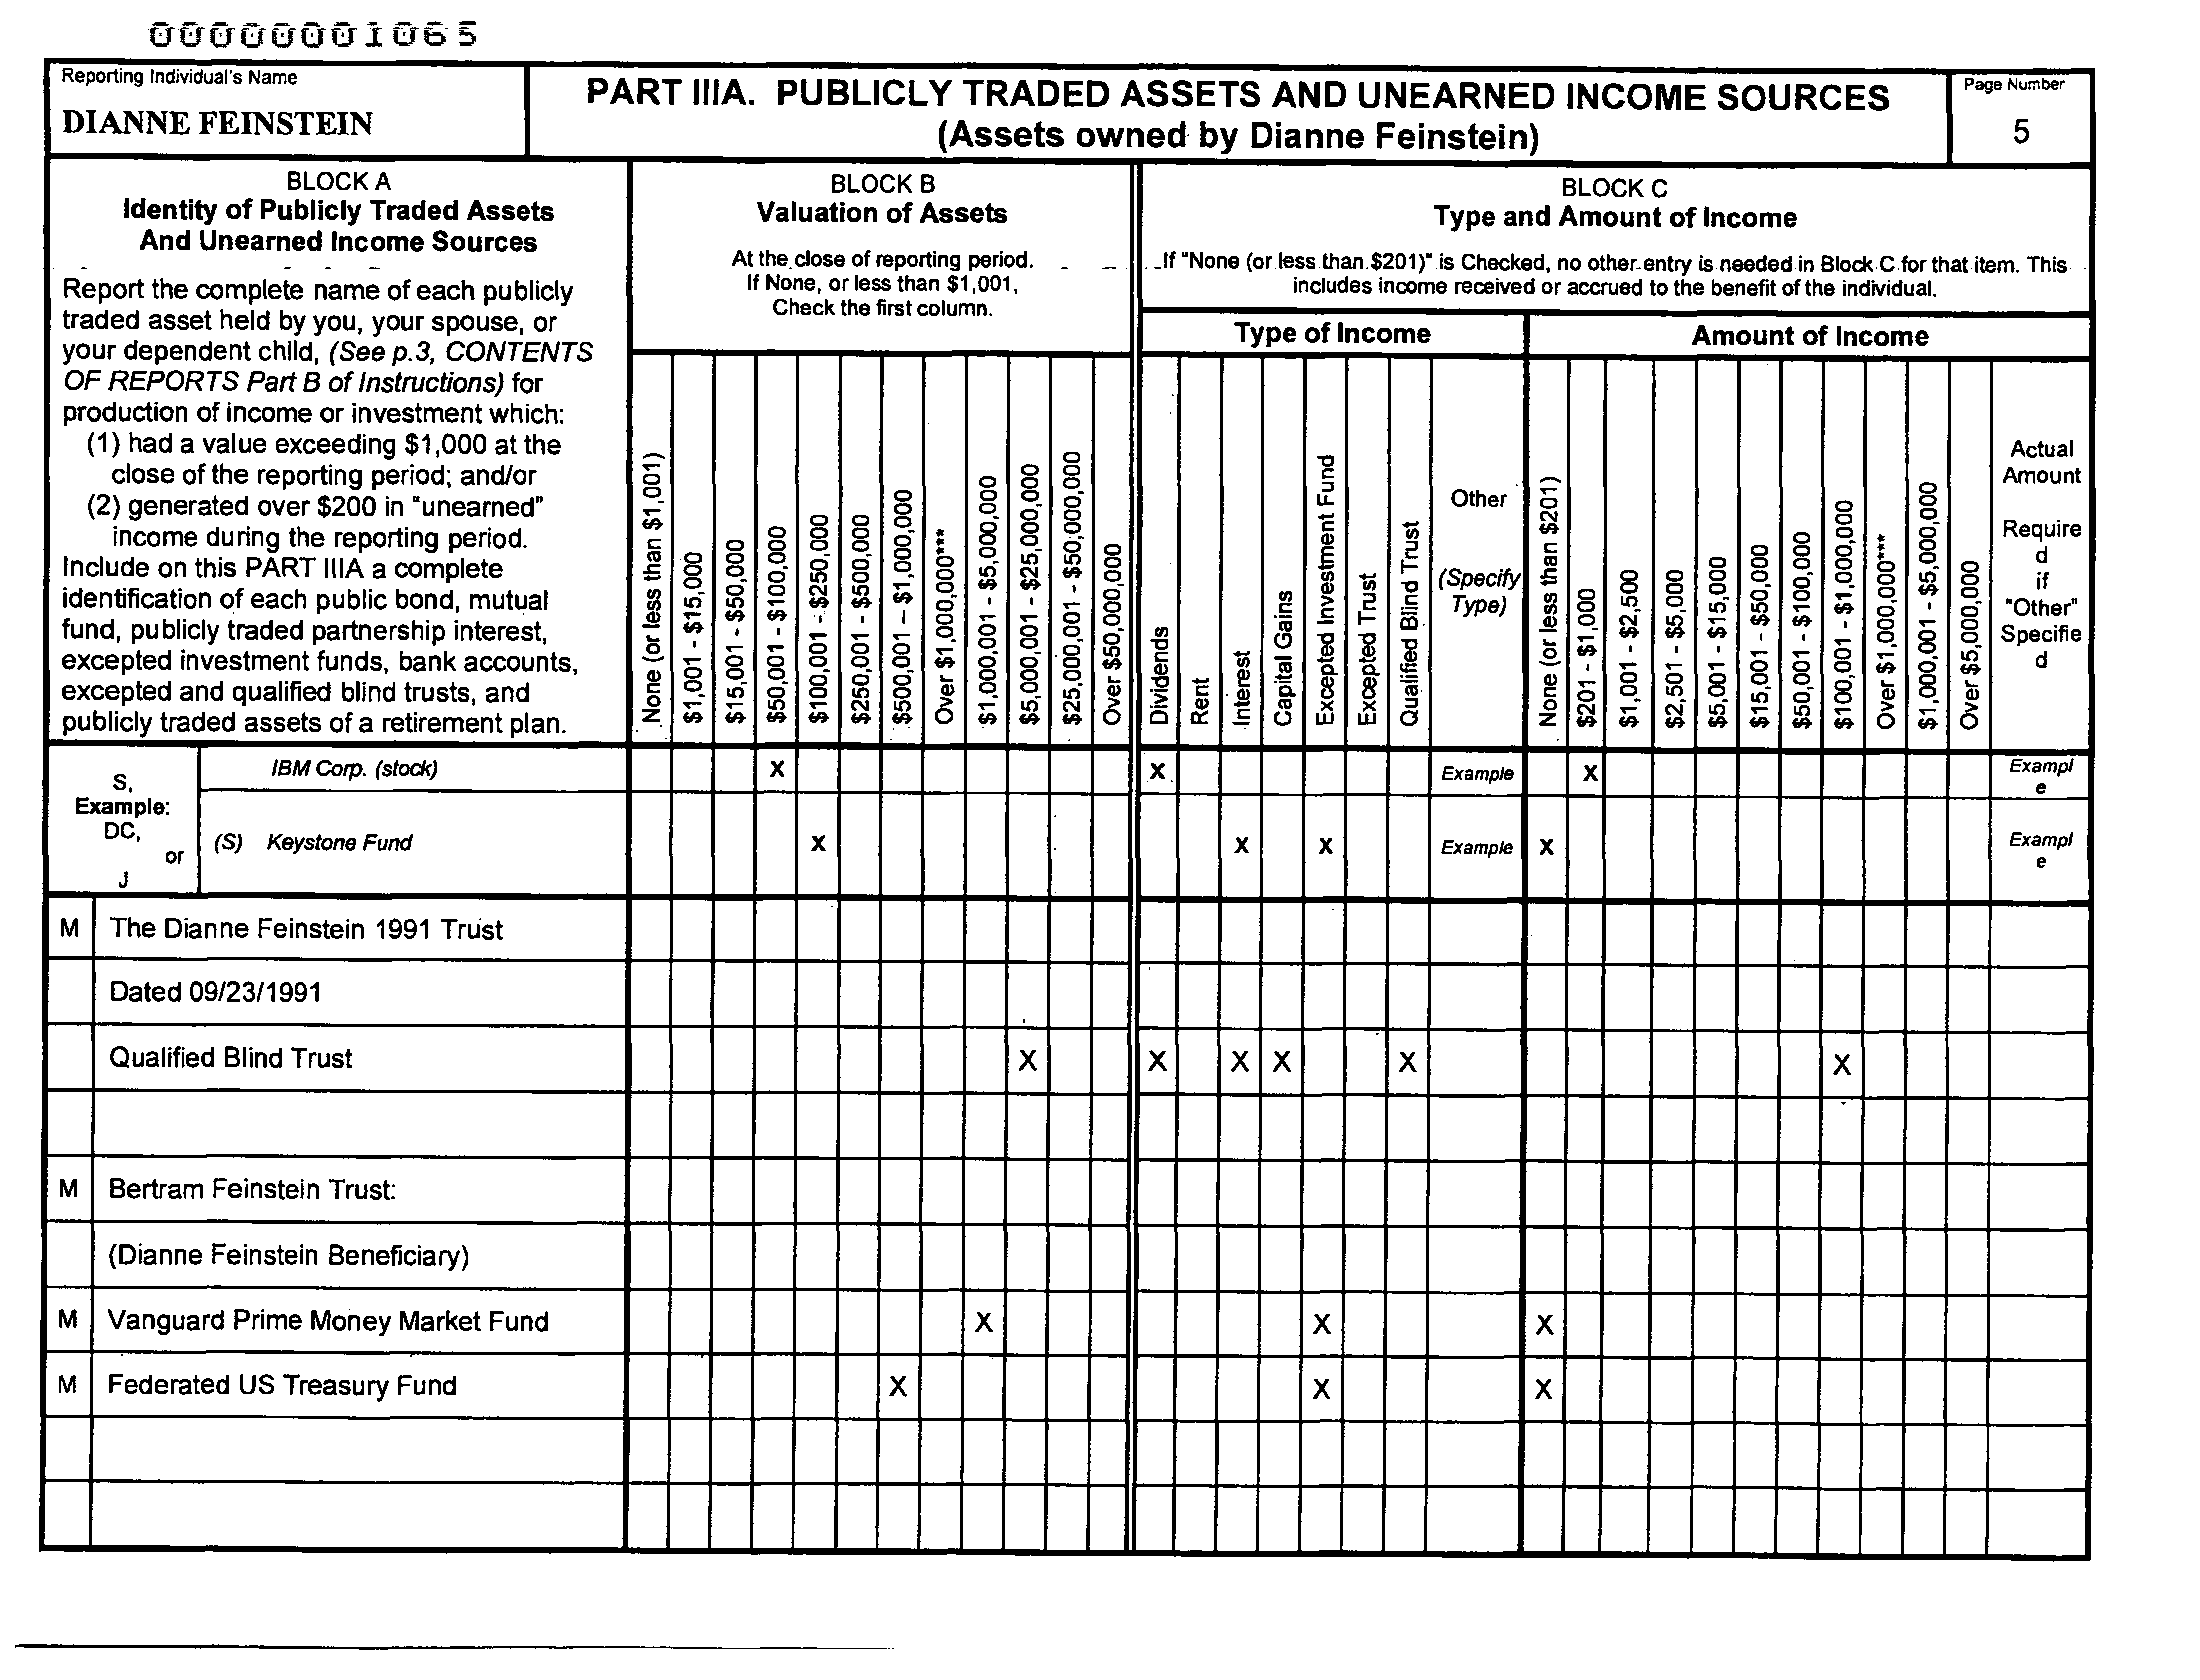 00000001065
Reporting Individual's Name
DIANNE FEINSTEIN
PART IIIA. PUBLICLY TRADED ASSETS AND UNEARNED INCOME SOURCES
(Assets owned by Dianne Feinstein)
Page Number
5
BLOCK A
Identity of Publicly Traded Assets
And Unearned Income Sources
Report the complete name of each publicly
traded asset held by you, your spouse, or
your dependent child, (See p.3, CONTENTS
OF REPORTS Part B of Instructions) for
production of income or investment which:
(1) had a value exceeding $1,000 at the
close of the reporting period; and/or
(2) generated over $200 in "unearned"
income during the reporting period.
Include on this PART IIIA a complete
identification of each public bond, mutual
fund, publicly traded partnership interest,
excepted investment funds, bank accounts,
excepted and qualified blind trusts, and
publicly traded assets of a retirement plan.
BLOCK B
Valuation of Assets
At the close of reporting period.
If None, or less than $1,001,
Check the first column.
None (or less than $1,001)
$1,001 - $15,000
$15,001 - $50,000
$50,001 - $100,000
$100,001 - $250,000
$250,001 - $500,000
$500,001 – $1,000,000
Over $1,000,000***
$1,000,001 - $5,000,000
$5,000,001 - $25,000,000
$25,000,001 - $50,000,000
Over $50,000,000
BLOCK C
Type and Amount of Income
If "None (or less than $201)" is Checked, no other entry is needed in Block C for that item. This
includes income received or accrued to the benefit of the individual.
Type of Income
Dividends
Rent
Interest
Capital Gains
Excepted Investment Fund
Excepted Trust
Qualified Blind Trust
Other
(Specify
Type)
Amount of Income
None (or less than $201)
$201 - $1,000
$1,001 - $2,500
$2,501 - $5,000
$5,001 - $15,000
$15,001 - $50,000
$50,001 - $100,000
$100,001 - $1,000,000
Over $1,000,000***
$1,000,001 - $5,000,000
Over $5,000,000
Actual
Amount
Require
d
if
"Other"
Specifie
d
S,
Example:
DC,
or
J
IBM Corp. (stock) X X Example X Exampl
e
(S) Keystone Fund X X X Example X Exampl
e
M The Dianne Feinstein 1991 Trust
Dated 09/23/1991
Qualified Blind Trust X X X X X X
M Bertram Feinstein Trust:
(Dianne Feinstein Beneficiary)
M Vanguard Prime Money Market Fund X X X
M Federated US Treasury Fund X X X